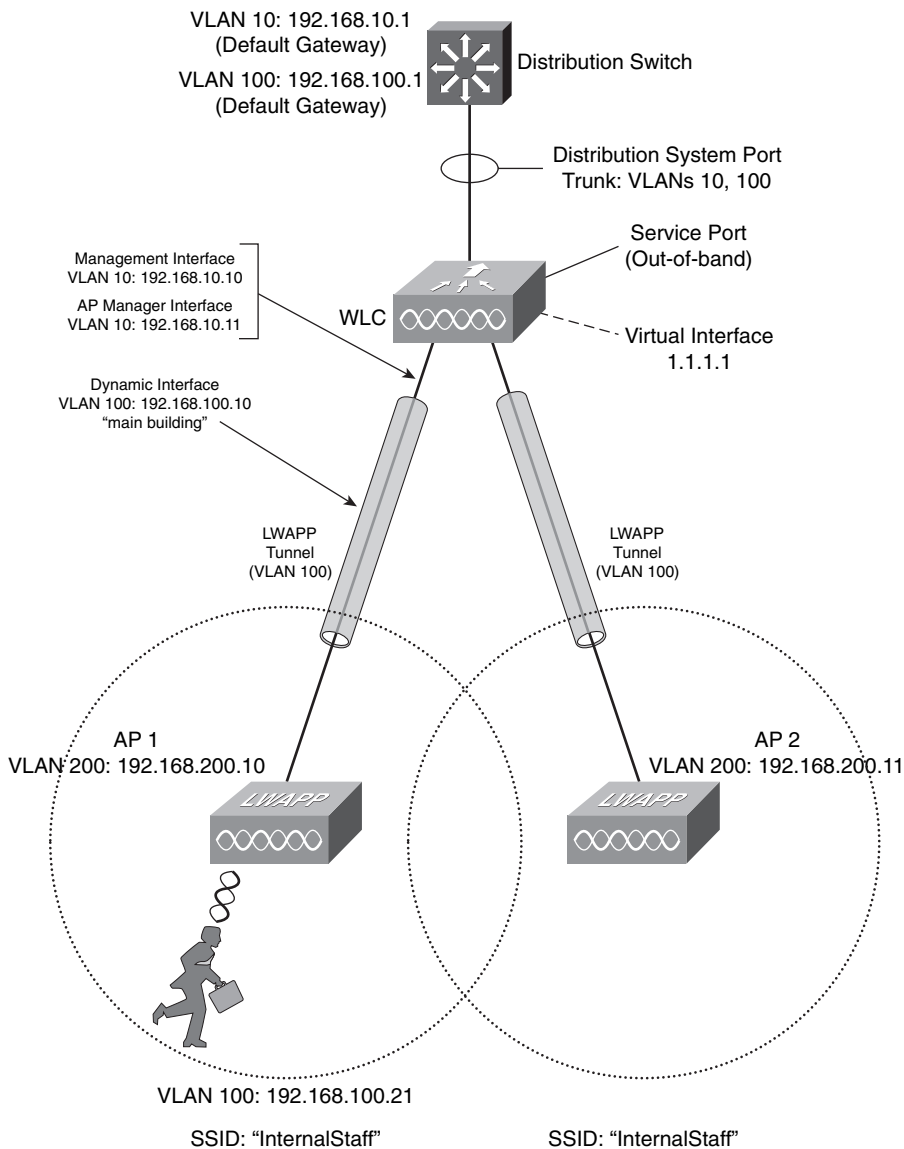 VLAN 10: 192.168.10.1
(Default Gateway)
VLAN 100: 192.168.100.1
(Default Gateway)
Distribution Switch
Distribution System Port
Trunk: VLANs 10, 100
Service Port
(Out-of-band)
Management Interface
VLAN 10: 192.168.10.10
AP Manager Interface
VLAN 10: 192.168.10.11
WLC
Virtual Interface
1.1.1.1
Dynamic Interface
VLAN 100: 192.168.100.10
“main building”
LWAPP
Tunnel
(VLAN 100)
LWAPP
Tunnel
(VLAN 100)
AP 1
VLAN 200: 192.168.200.10
AP 2
VLAN 200: 192.168.200.11
LWAPP
LWAPP
VLAN 100: 192.168.100.21
SSID: “InternalStaff”
SSID: “InternalStaff”